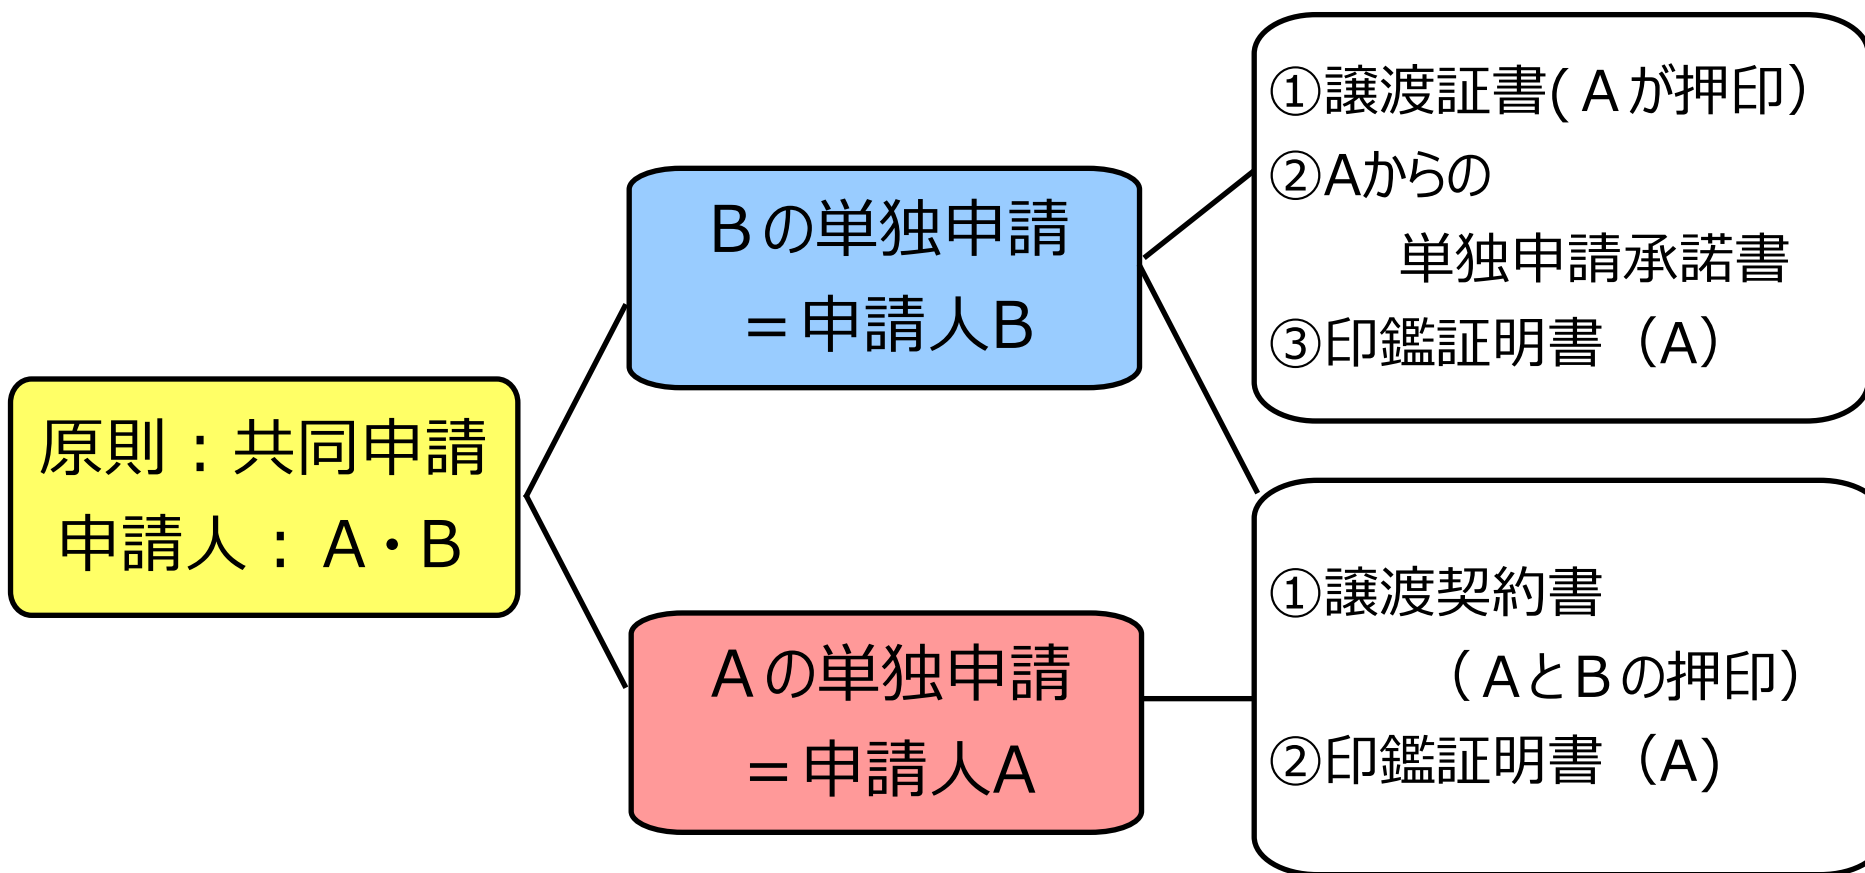 原則：共同申請
申請人：A・B
Bの単独申請
＝申請人B
Aの単独申請
＝申請人A
①譲渡証書(Aが押印）
②Aからの
単独申請承諾書
③印鑑証明書（A）
①譲渡契約書
（AとBの押印）
②印鑑証明書（A)